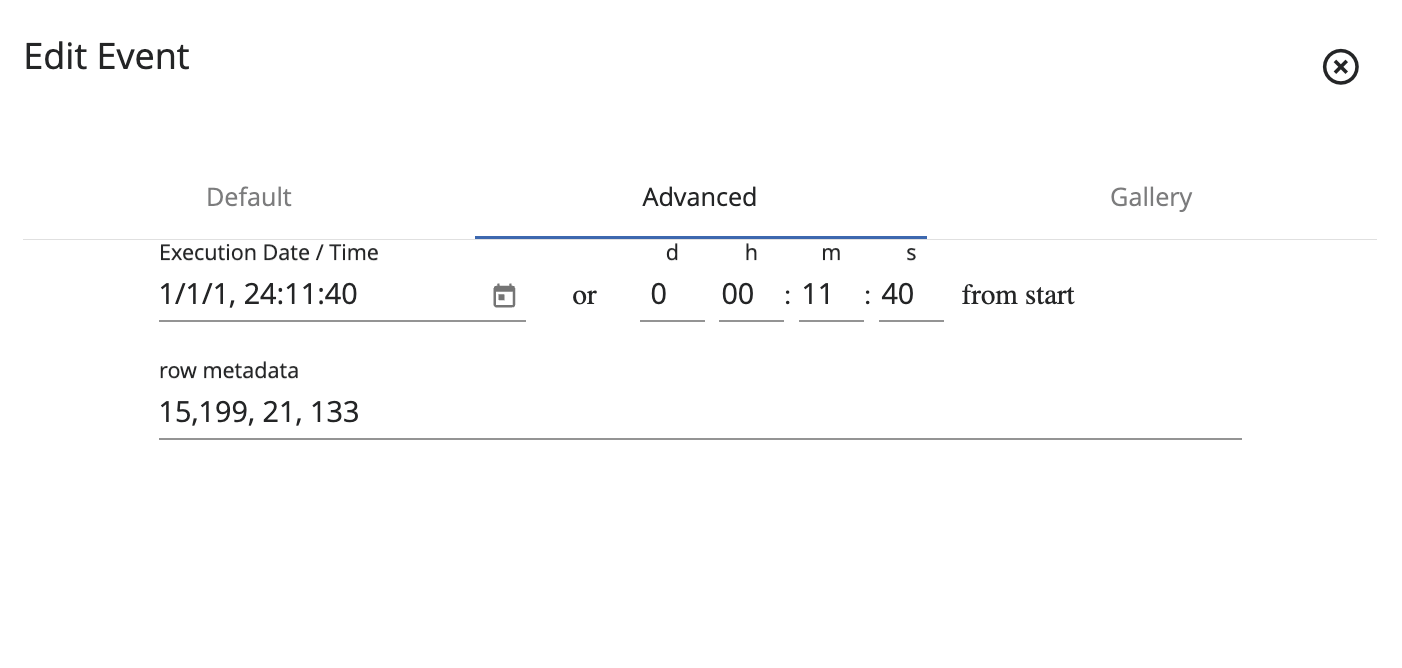 Edit Event
Default Advanced Gallery
Execution Date / Time d h m s
1/1/1, 24:11:40 or 0 00 : 11 : 40 from start
row metadata
15,199, 21, 133